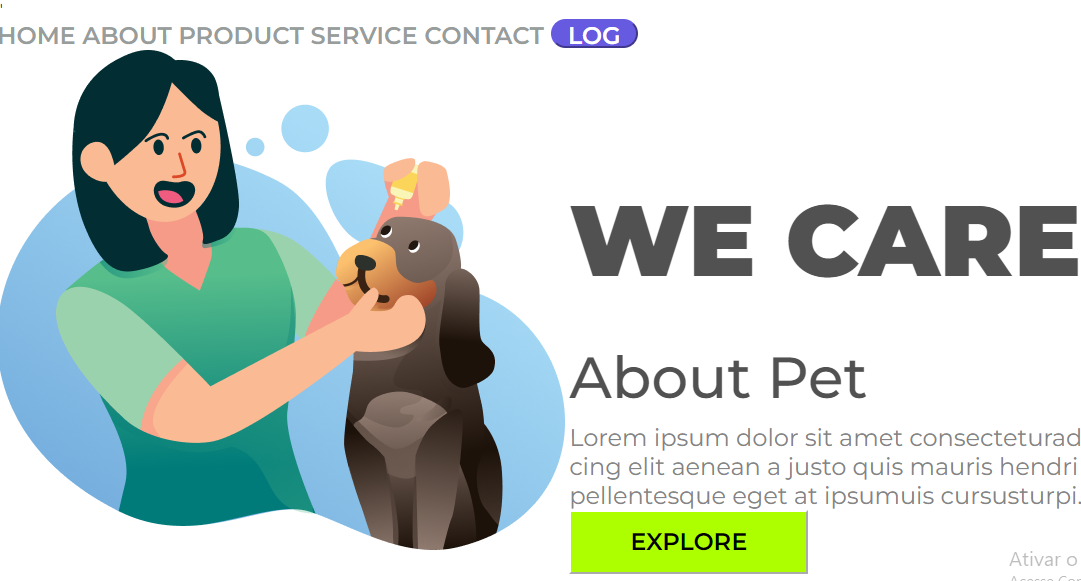 HOME ABOUT PRODUCT SERVICE CONTACT LOG
WE CARE
About Pet
Lorem ipsum dolor sit amet consecteturad
cing elit aenean a justo quis mauris hendri
pellentesque eget at ipsumuis cursusturpi.
EXPLORE
Ativar o